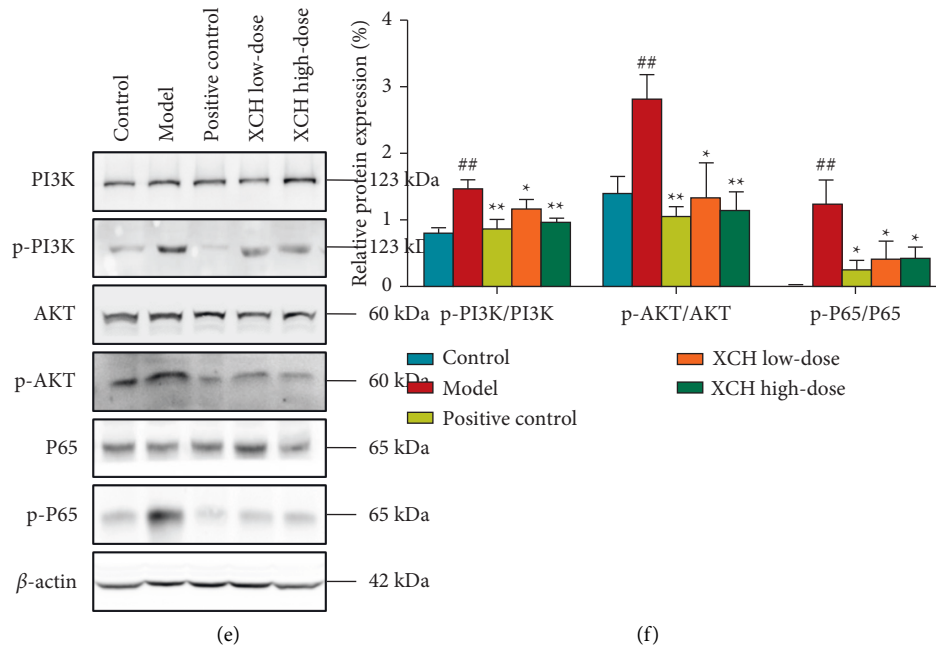 Control
Model
Positive control
XCH low-dose
XCH high-dose
PI3K
123 kDa
p-PI3K
123 kD
AKT
60 kDa
p-AKT
60 kDa
P65
65 kDa
p-P65
65 kDa
β-actin
42 kDa
(e)
Relative protein expression (%)
4
3
2
1
0
##
**
*
**
##
**
*
**
##
*
*
*
p-PI3K/PI3K
p-AKT/AKT
p-P65/P65
Control
Model
Positive control
XCH low-dose
XCH high-dose
(f)